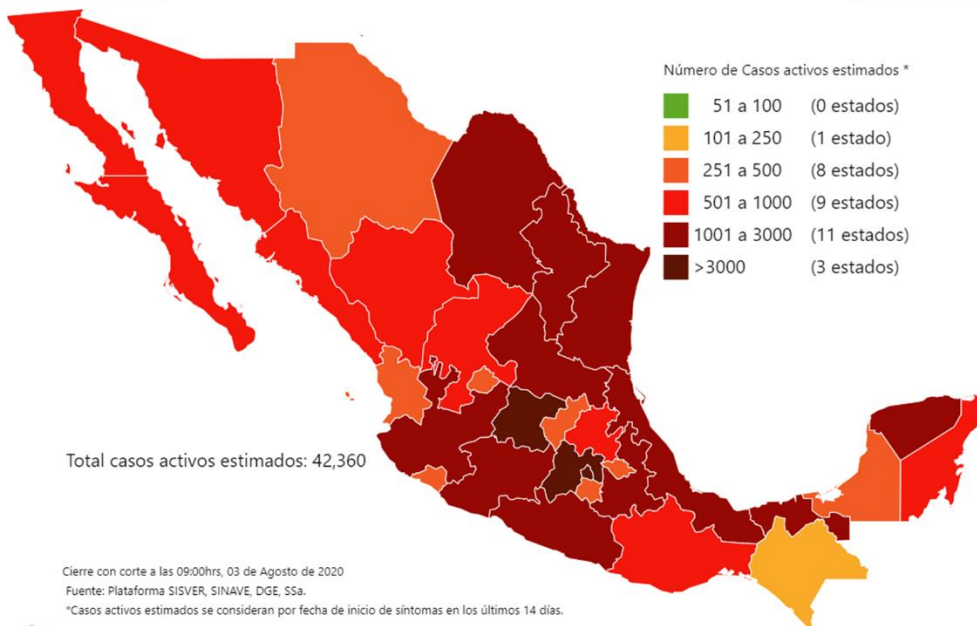 Número de Casos activos estimados *
51 a 100 (0 estados)
101 a 250 (1 estado)
251 a 500 (8 estados)
501 a 1000 (9 estados)
1001 a 3000 (11 estados)
>3000 (3 estados)
Total casos activos estimados: 42,360
Cierre con corte a las 09:00hrs, 03 de Agosto de 2020
Fuente: Plataforma SISVER, SINAVE, DGE, SSa.
*Casos activos estimados se consideran por fecha de inicio de síntomas en los últimos 14 días.